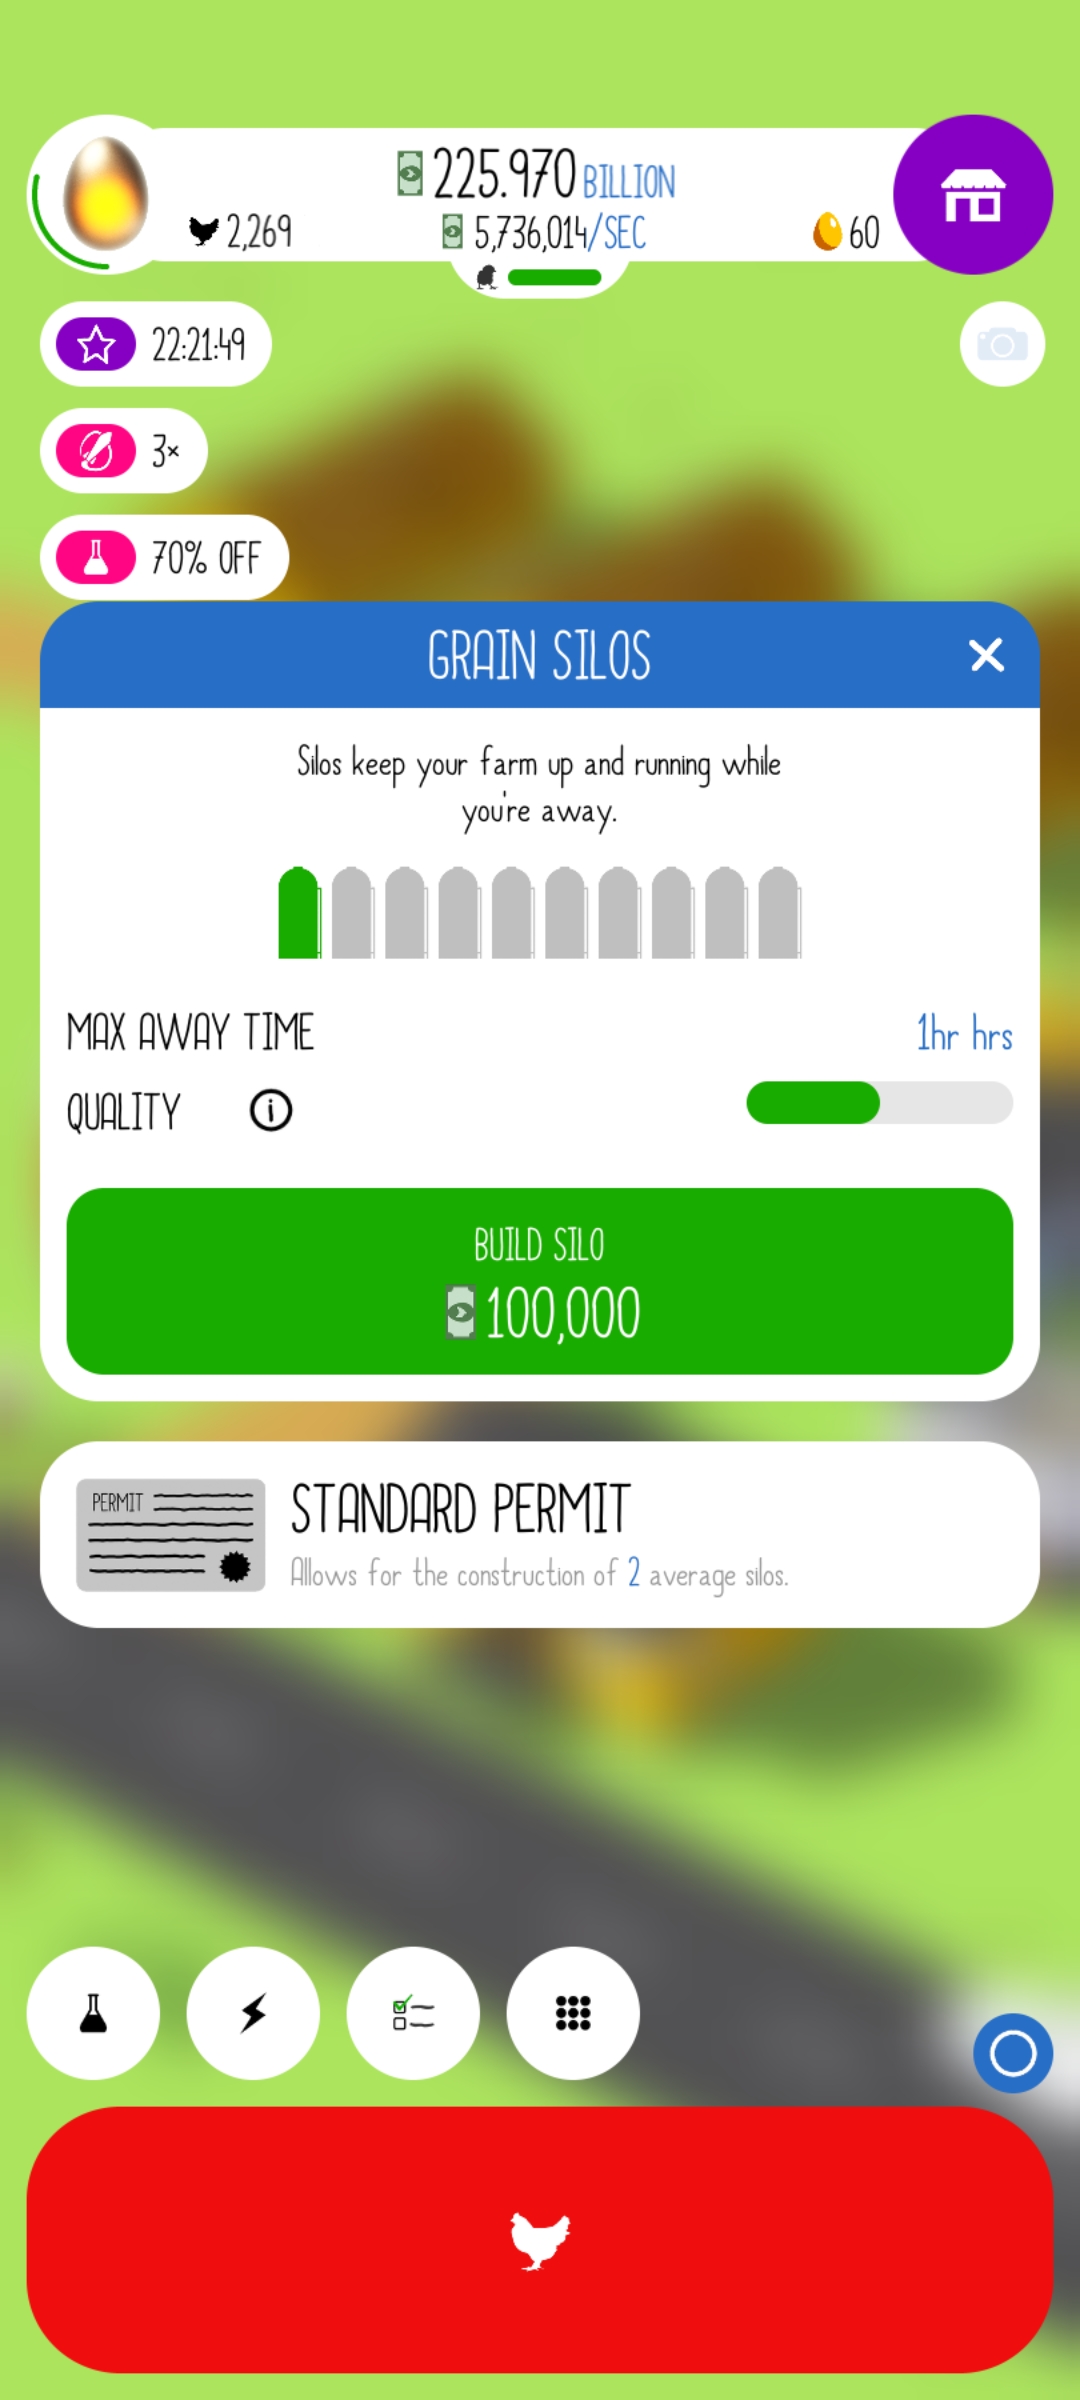 225.970 BILLION
2,269
5,736,014/SEC
60
22:21:49
3×
70% OFF
GRAIN SILOS
Silos keep your farm up and running while
you're away.
MAX AWAY TIME
1hr hrs
QUALITY
i
BUILD SILO
100,000
PERMIT
STANDARD PERMIT
Allows for the construction of 2 average silos.